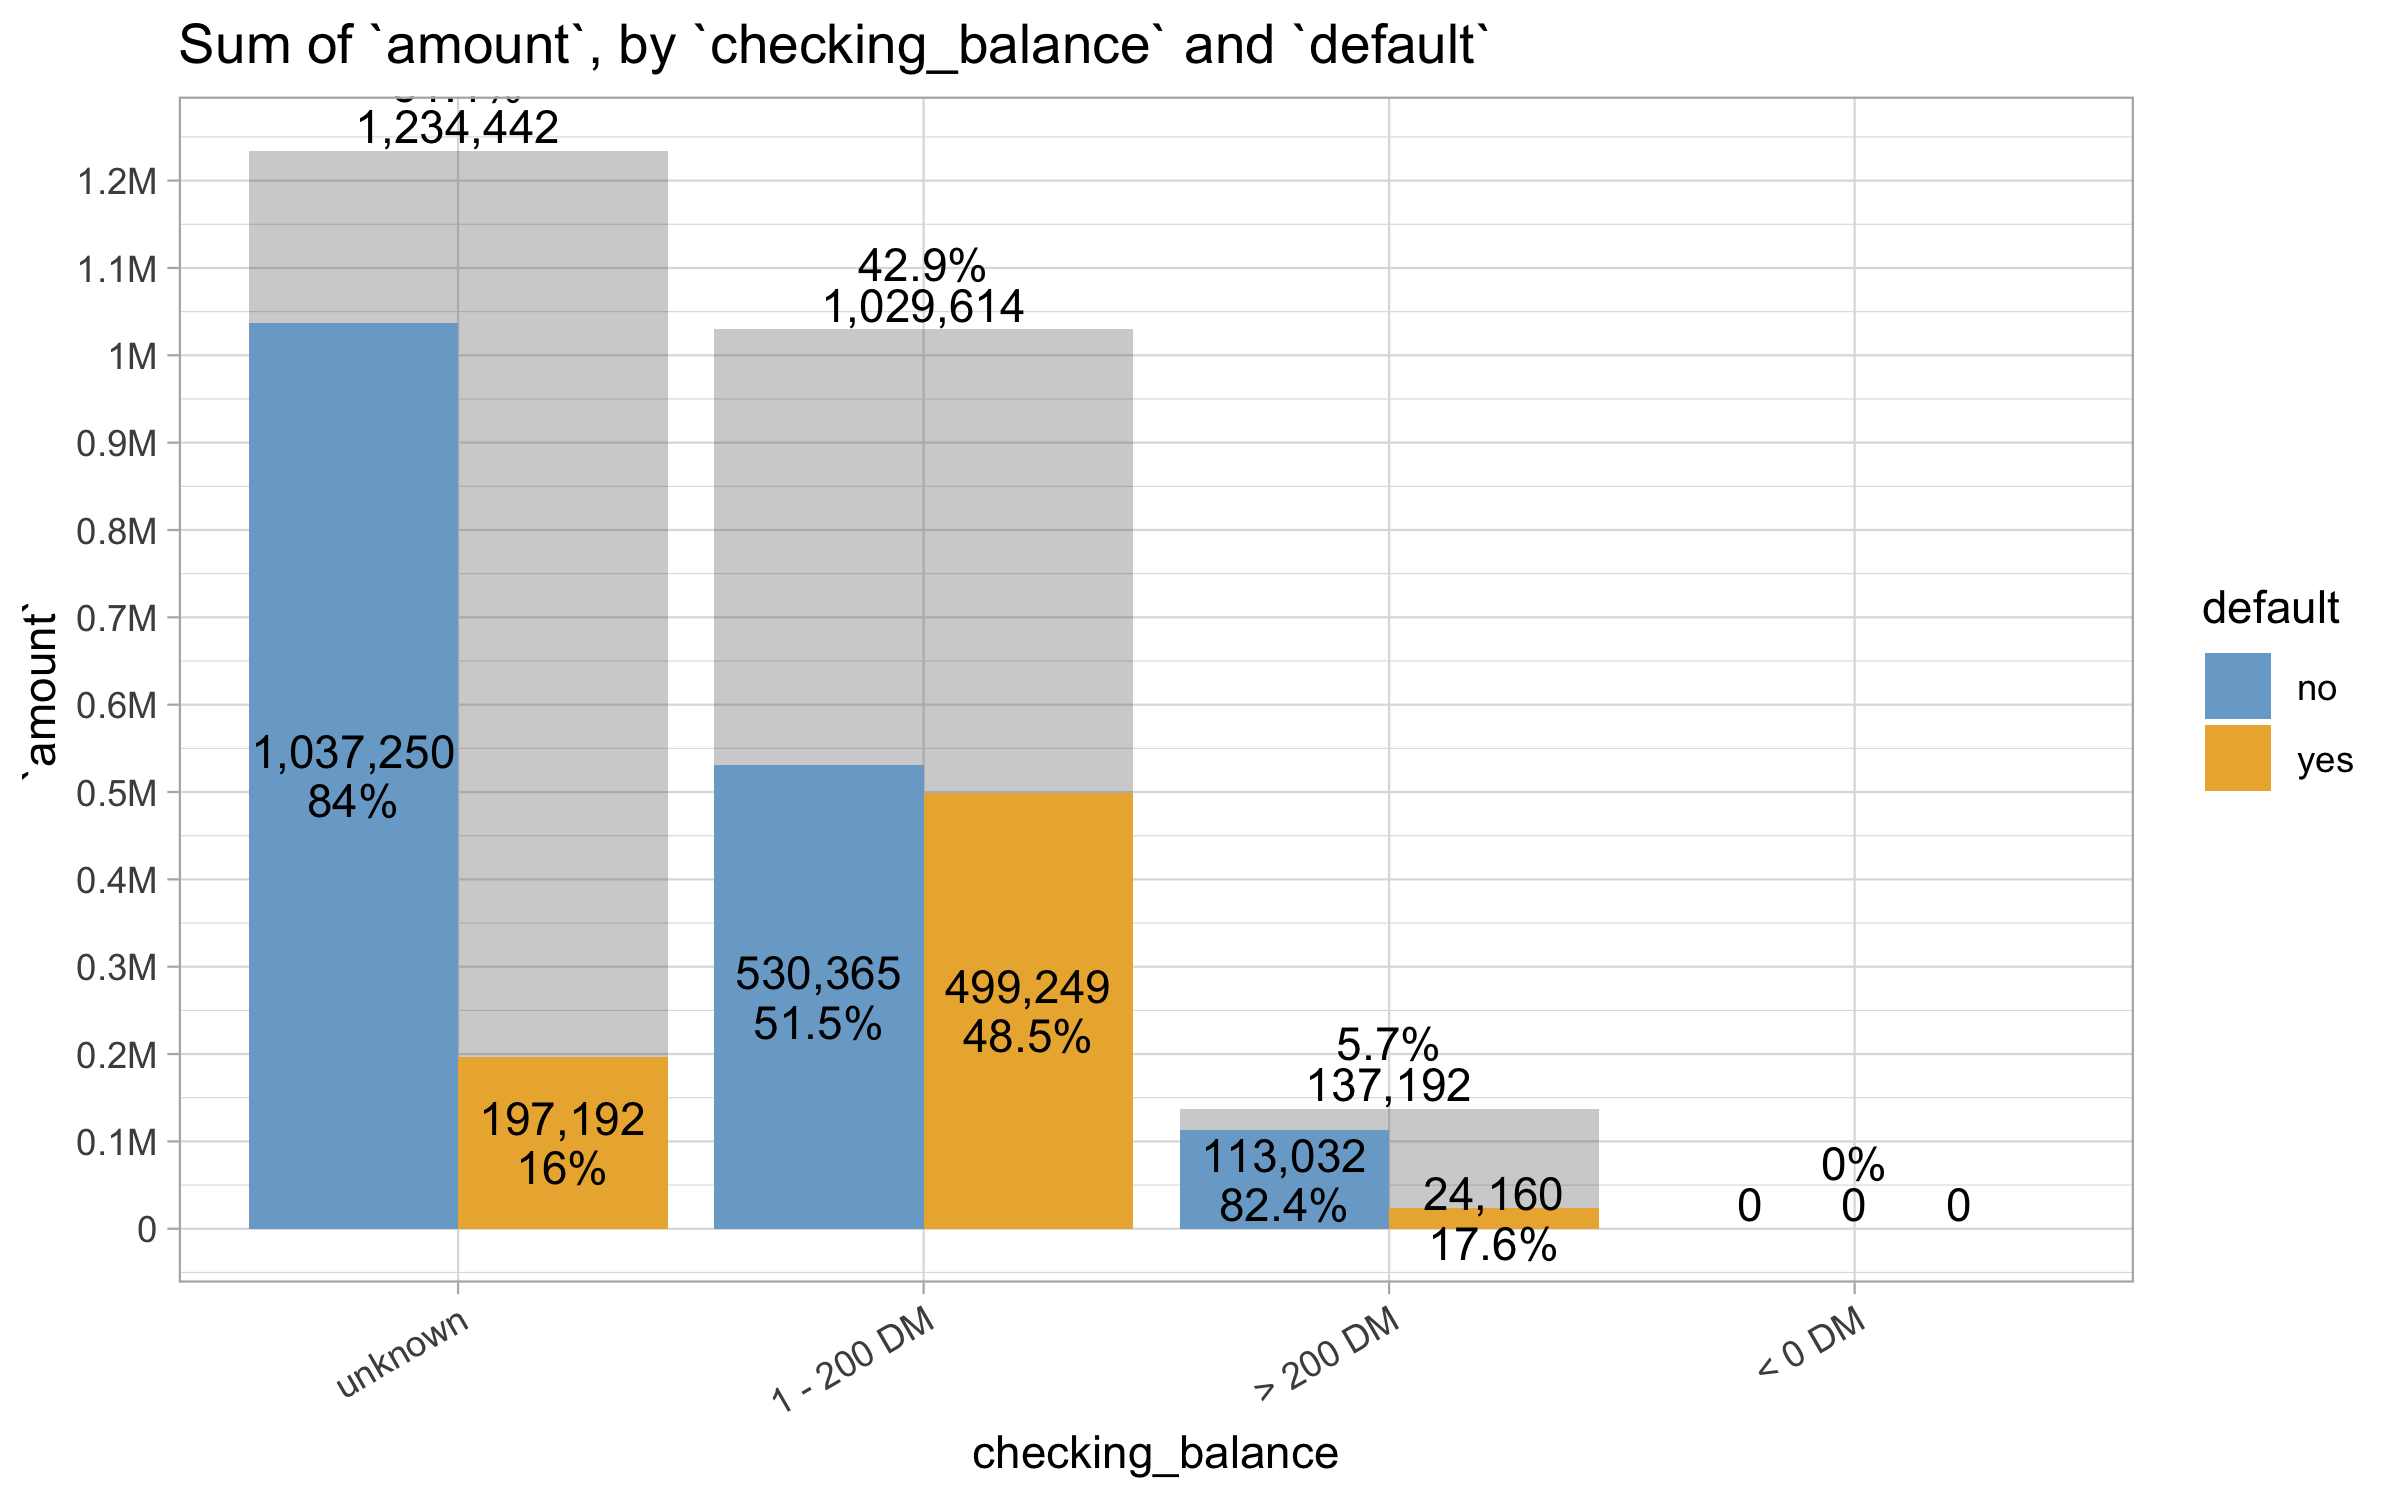 Sum of `amount`, by `checking_balance` and `default`
1,234,442
1.2M
42.9%
1.1M
1,029,614
1M
0.9M
0.8M
0.7M
0.6M
0.5M
0.4M
0.3M
0.2M
0.1M
0
`amount`
1,037,250
84%
197,192
16%
530,365
51.5%
499,249
48.5%
5.7%
137,192
113,032
82.4%
24,160
17.6%
0%
0 0 0
default
no
yes
unknown
1 - 200 DM
> 200 DM
< 0 DM
checking_balance